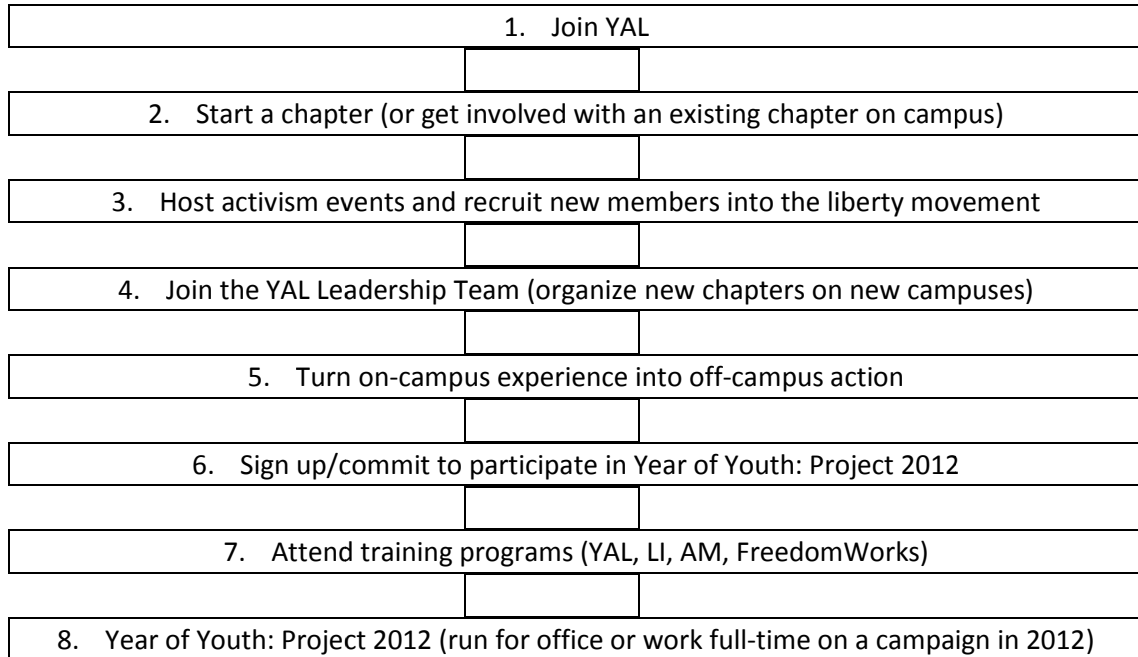 1. Join YAL
2. Start a chapter (or get involved with an existing chapter on campus)
3. Host activism events and recruit new members into the liberty movement
4. Join the YAL Leadership Team (organize new chapters on new campuses)
5. Turn on-campus experience into off-campus action
6. Sign up/commit to participate in Year of Youth: Project 2012
7. Attend training programs (YAL, LI, AM, FreedomWorks)
8. Year of Youth: Project 2012 (run for office or work full-time on a campaign in 2012)